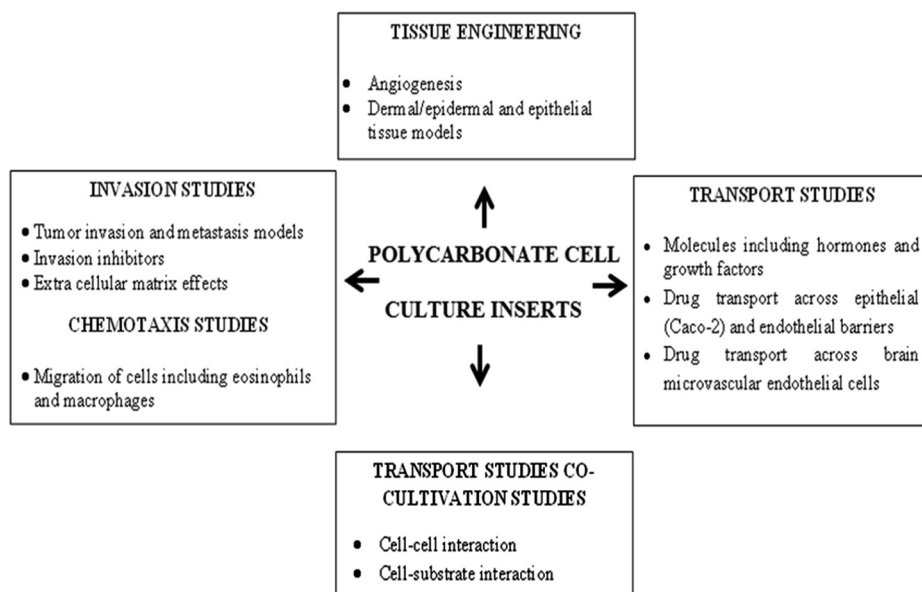 TISSUE ENGINEERING
• Angiogenesis
• Dermal/epidermal and epithelial
tissue models
INVASION STUDIES
• Tumor invasion and metastasis models
• Invasion inhibitors
• Extra cellular matrix effects
CHEMOTAXIS STUDIES
• Migration of cells including eosinophils
and macrophages
POLYCARBONATE CELL
CULTURE INSERTS
TRANSPORT STUDIES
• Molecules including hormones and
growth factors
• Drug transport across epithelial
(Caco-2) and endothelial barriers
• Drug transport across brain
microvascular endothelial cells
TRANSPORT STUDIES CO-
CULTIVATION STUDIES
• Cell-cell interaction
• Cell-substrate interaction